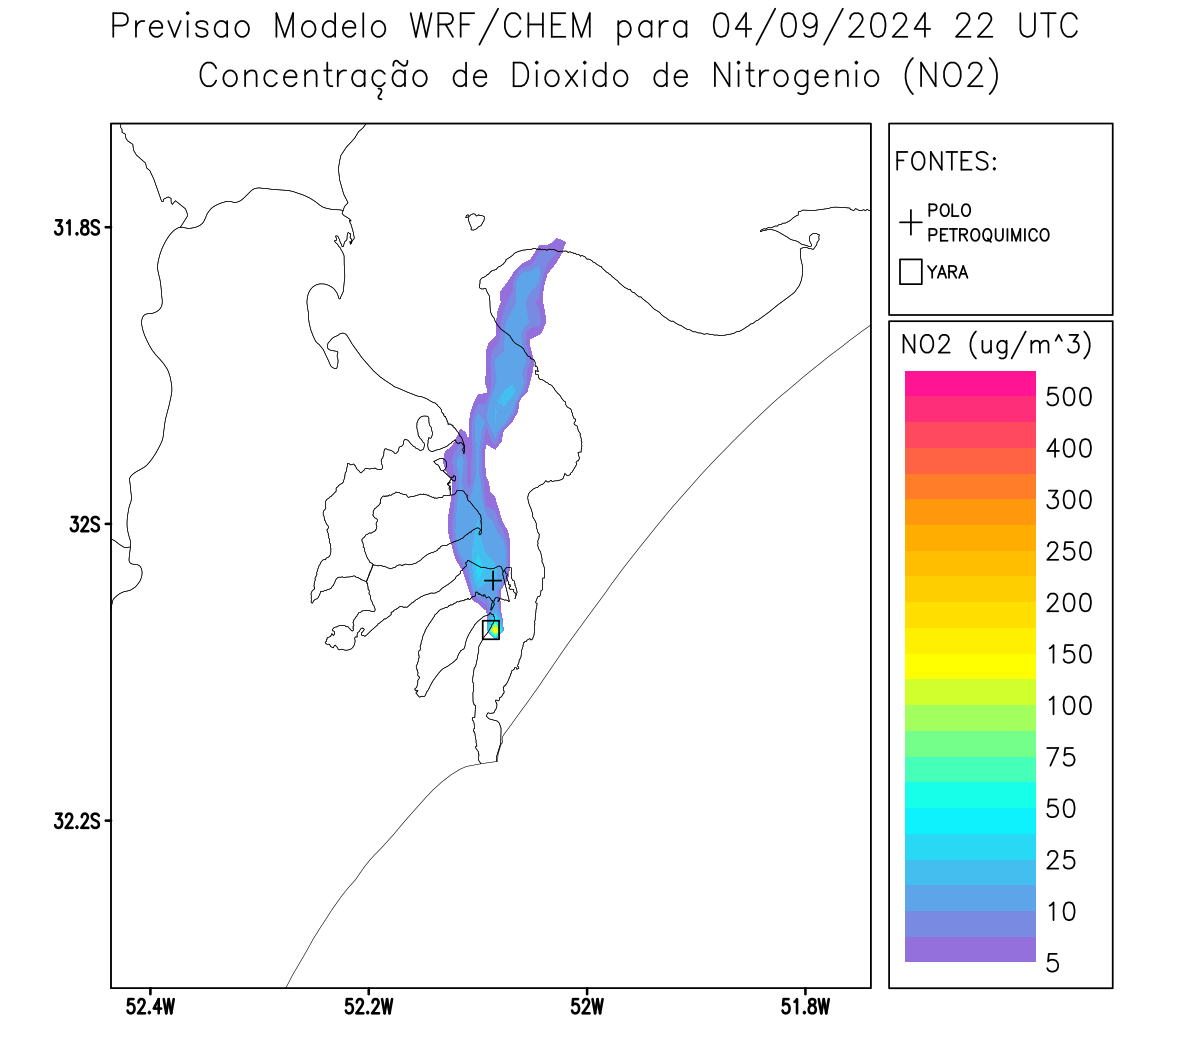 Previsao Modelo WRF/CHEM para 04/09/2024 22 UTC
Concentração de Dioxido de Nitrogenio (NO2)
FONTES:
POLO
PETROQUIMICO
YARA
31.8S
32S
32.2S
52.4W
52.2W
52W
51.8W
NO2 (ug/m^3)
500
400
300
250
200
150
100
75
50
25
10
5